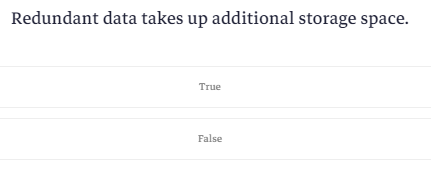 Redundant data takes up additional storage space.
True
False